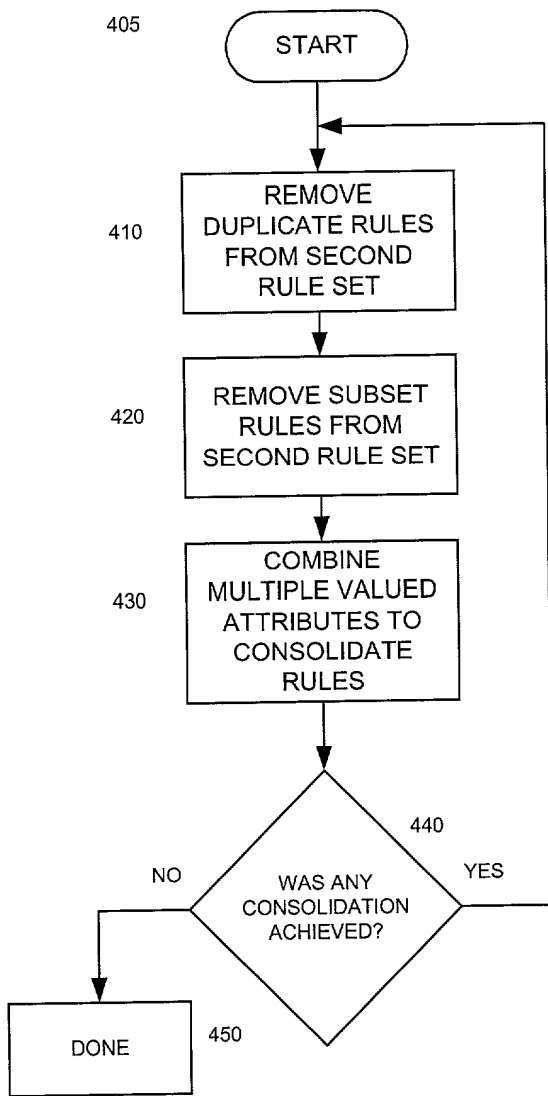 405
START
410
REMOVE
DUPLICATE RULES
FROM SECOND
RULE SET
420
REMOVE SUBSET
RULES FROM
SECOND RULE SET
430
COMBINE
MULTIPLE VALUED
ATTRIBUTES TO
CONSOLIDATE
RULES
440
NO
YES
WAS ANY
CONSOLIDATION
ACHIEVED?
DONE
450